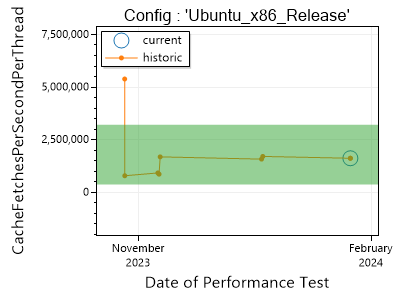 Config : 'Ubuntu_x86_Release'
CacheFetchesPerSecondPerThread
7,500,000
5,000,000
2,500,000
0
current
historic
November
2023
February
2024
Date of Performance Test